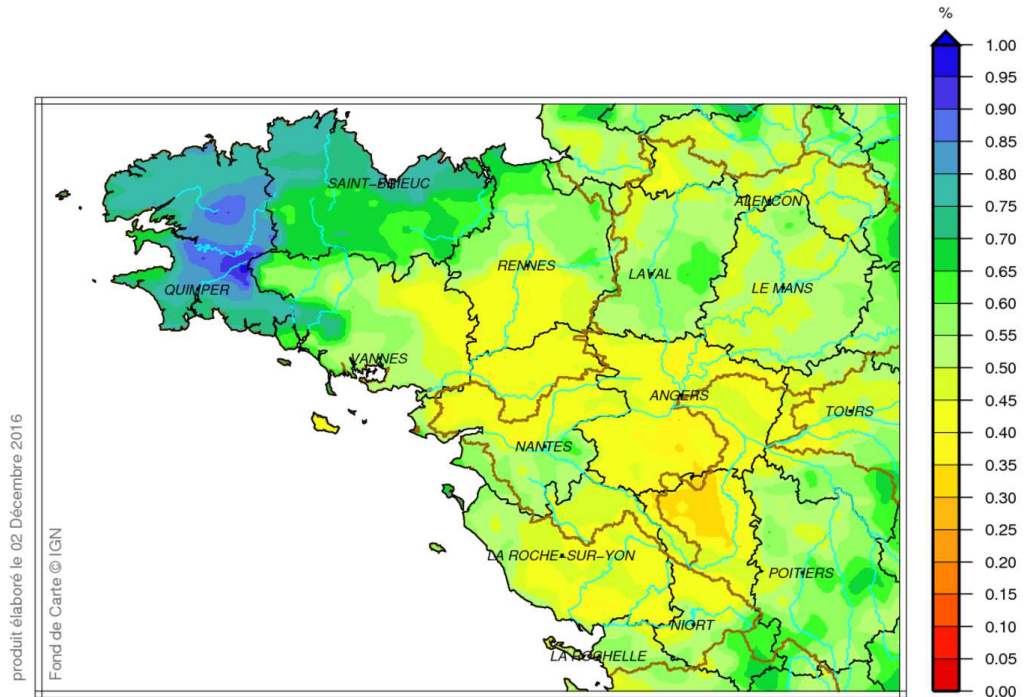 %
1.00
0.95
0.90
0.85
0.80
0.75
0.70
0.65
0.60
0.55
0.50
0.45
0.40
0.35
0.30
0.25
0.20
0.15
0.10
0.05
0.00
SAINT-BRIEUC
ALENCON
RENNES
LAVAL
LE MANS
QUIMPER
VANNES
ANGERS
TOURS
NANTES
LA ROCHE-SUR-YON
POITIERS
NIORT
LA ROCHELLE
produit élaboré le 02 Décembre 2016
Fond de Carte © IGN